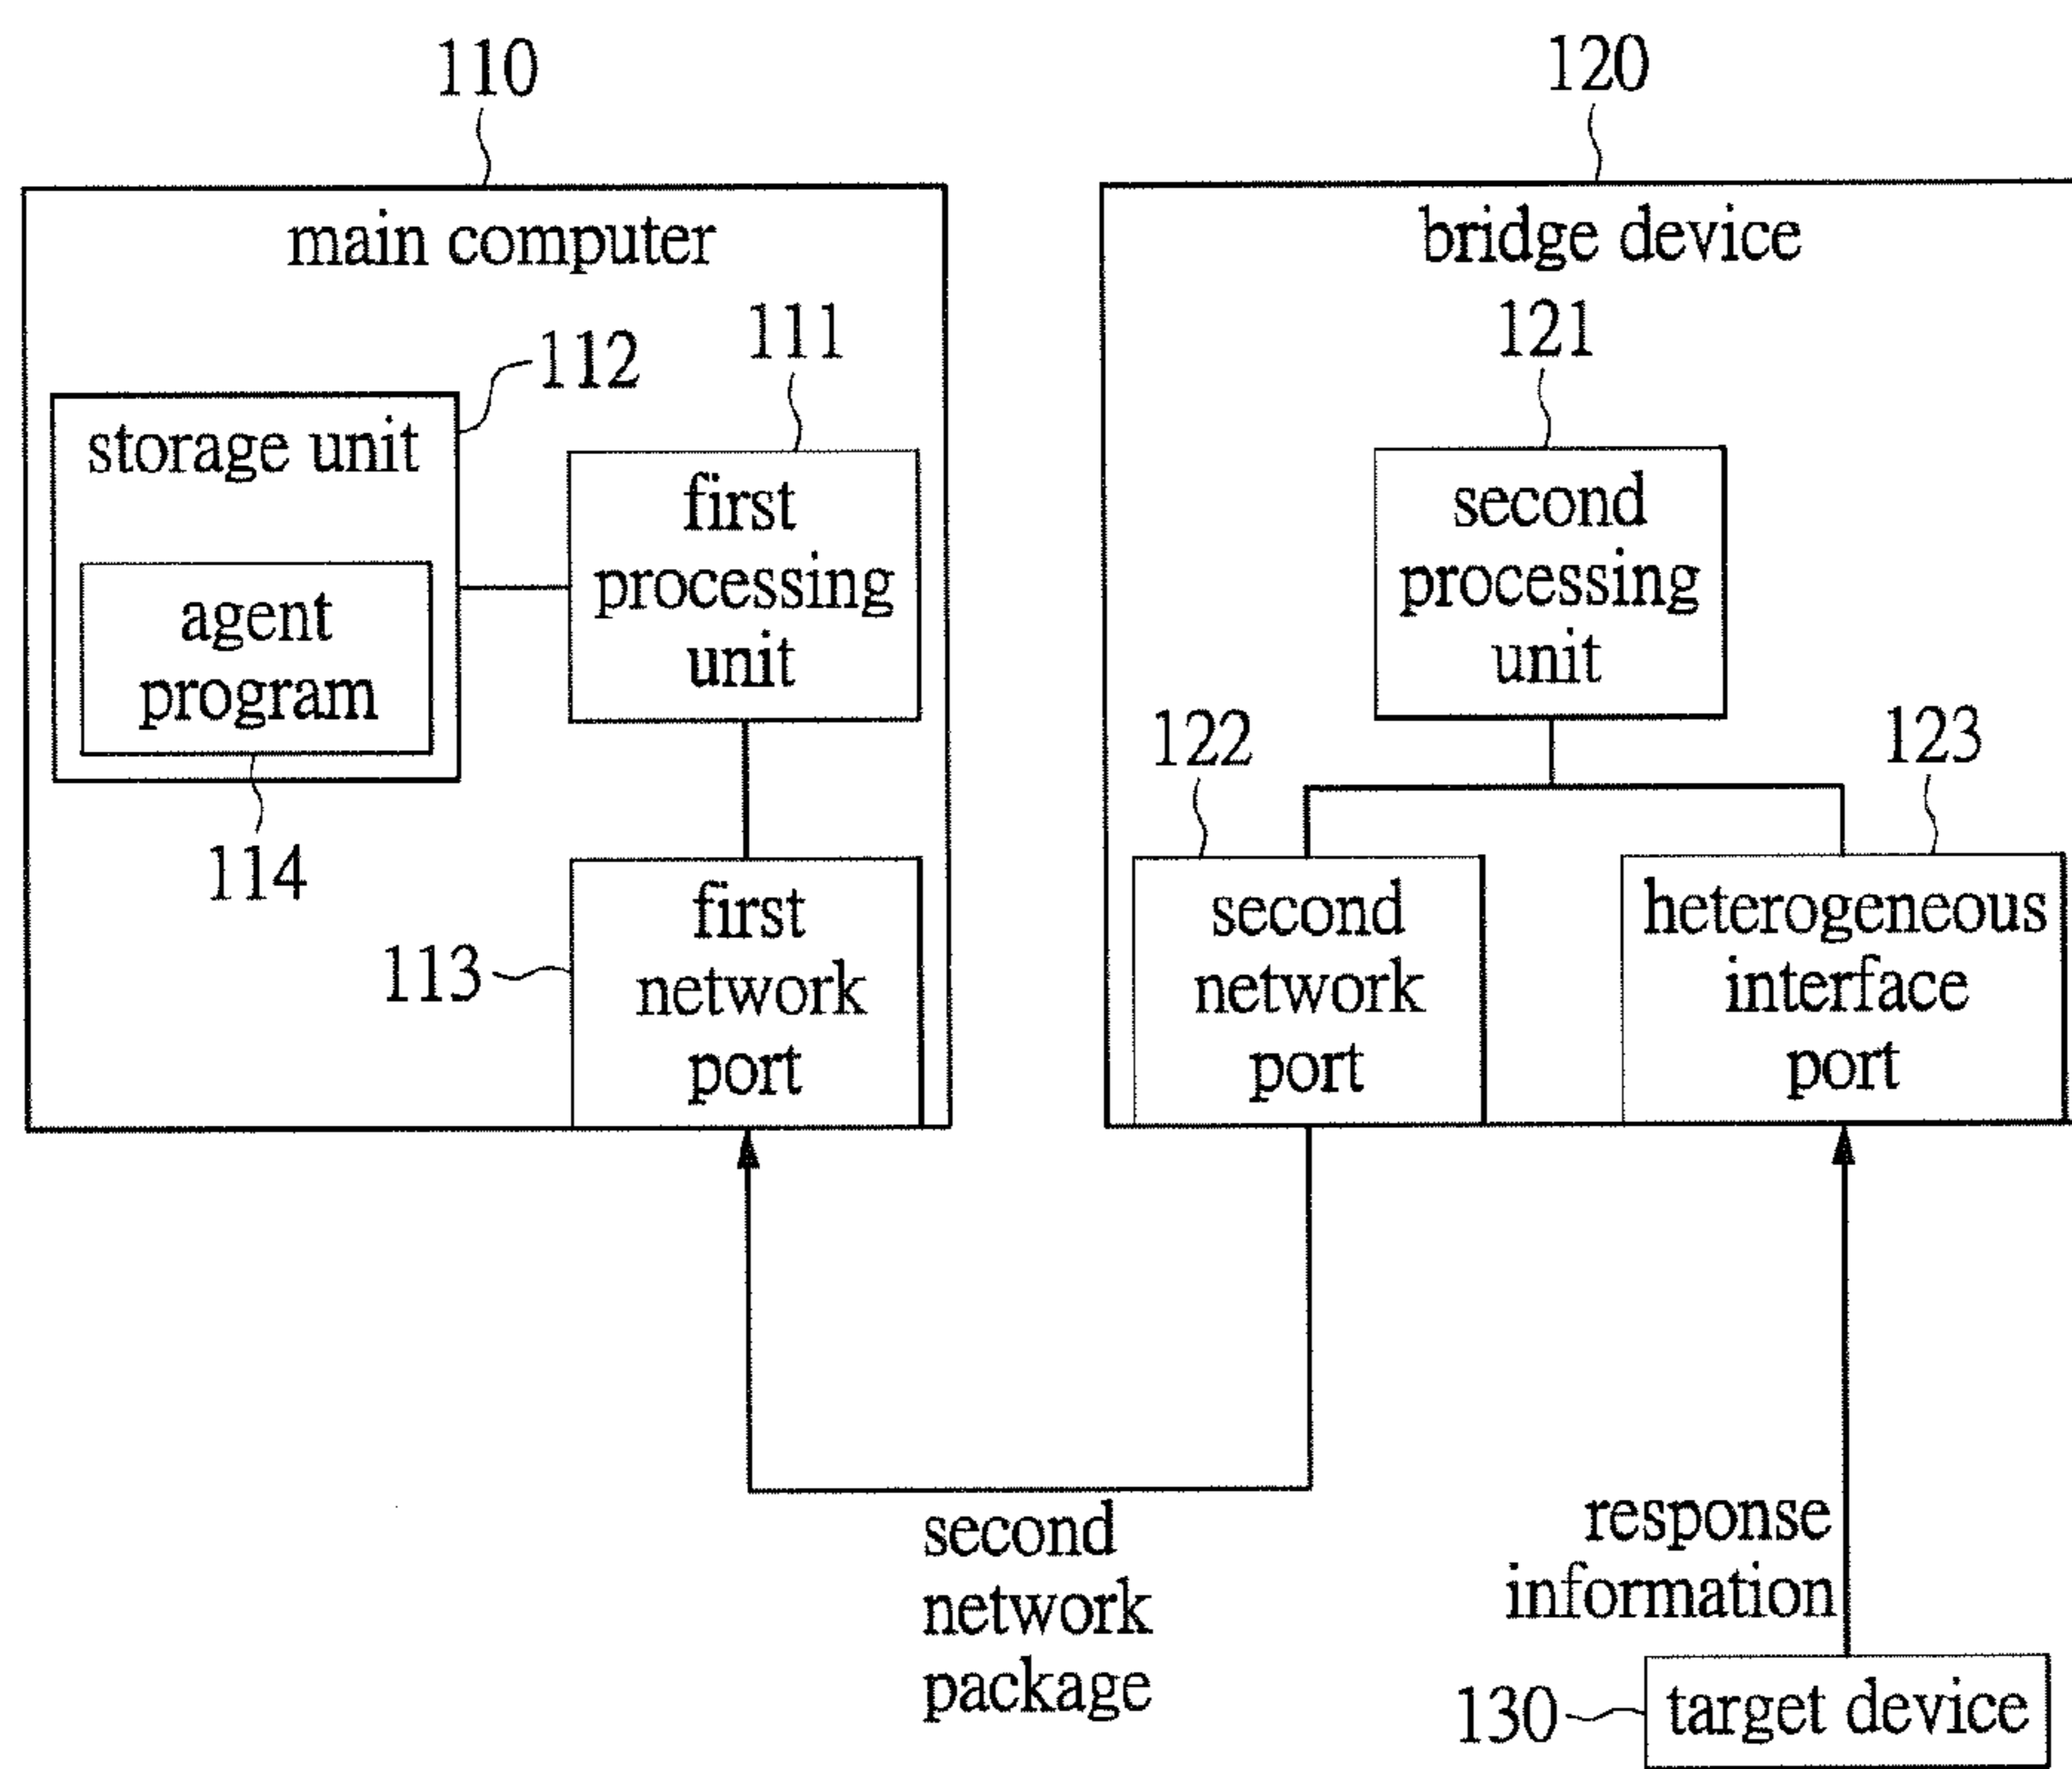 110
120
main computer
bridge device
112
111
121
storage unit
agent
program
114
first
processing
unit
second
processing
unit
122
123
113
first
network
port
second
network
port
heterogeneous
interface
port
second
network
package
response
information
130
target device